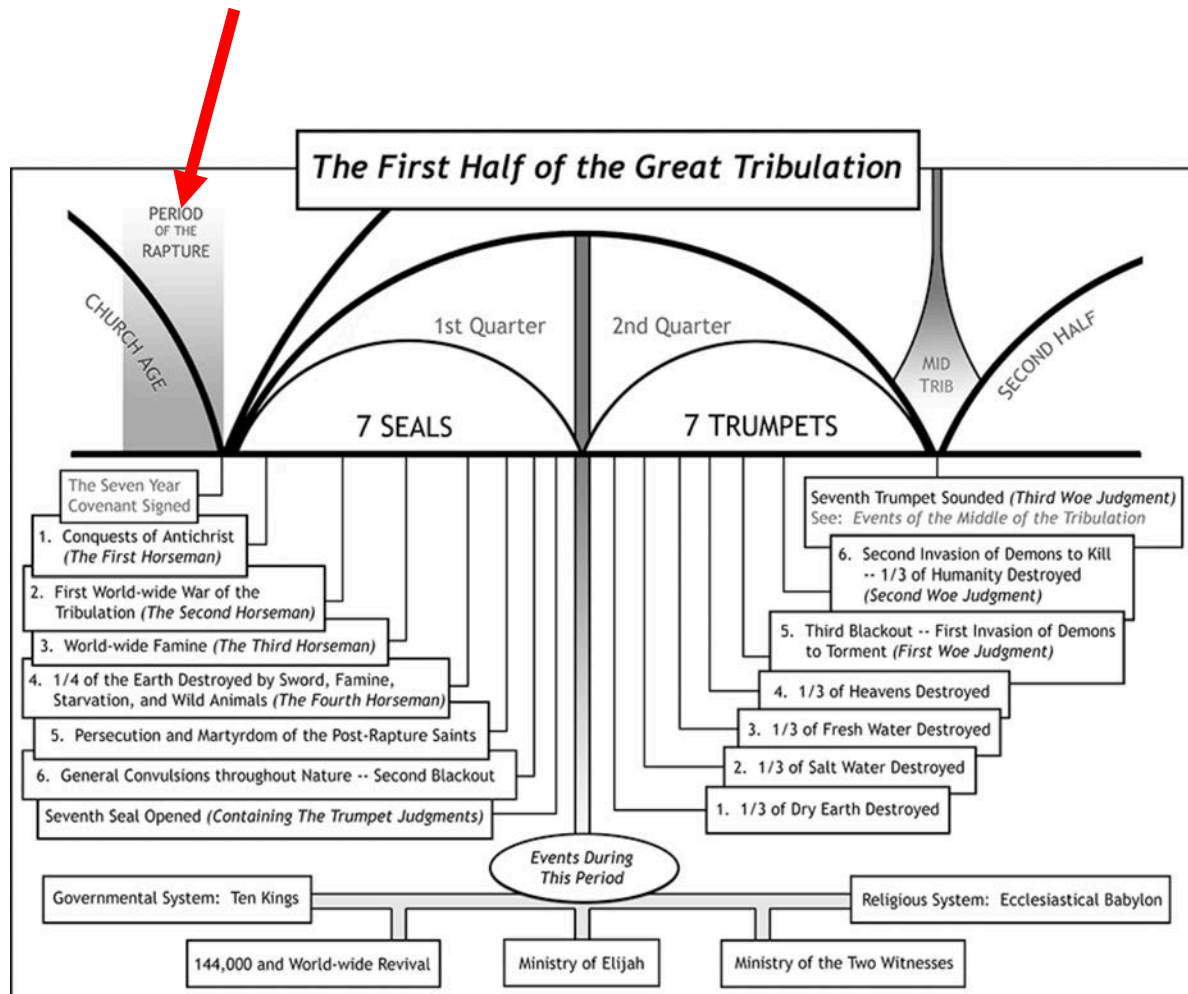 The First Half of the Great Tribulation
PERIOD
OF THE
RAPTURE
CHURCH AGE
1st Quarter
2nd Quarter
MID
TRIB
SECOND HALF
7 SEALS
7 TRUMPETS
The Seven Year
Covenant Signed
1. Conquests of Antichrist
(The First Horseman)
2. First World-wide War of the
Tribulation (The Second Horseman)
3. World-wide Famine (The Third Horseman)
4. 1/4 of the Earth Destroyed by Sword, Famine,
Starvation, and Wild Animals (The Fourth Horseman)
5. Persecution and Martyrdom of the Post-Rapture Saints
6. General Convulsions throughout Nature -- Second Blackout
Seventh Seal Opened (Containing The Trumpet Judgments)
Seventh Trumpet Sounded (Third Woe Judgment)
See: Events of the Middle of the Tribulation
6. Second Invasion of Demons to Kill
-- 1/3 of Humanity Destroyed
(Second Woe Judgment)
5. Third Blackout -- First Invasion of Demons
to Torment (First Woe Judgment)
4. 1/3 of Heavens Destroyed
3. 1/3 of Fresh Water Destroyed
2. 1/3 of Salt Water Destroyed
1. 1/3 of Dry Earth Destroyed
Events During
This Period
Governmental System: Ten Kings
Religious System: Ecclesiastical Babylon
144,000 and World-wide Revival
Ministry of Elijah
Ministry of the Two Witnesses